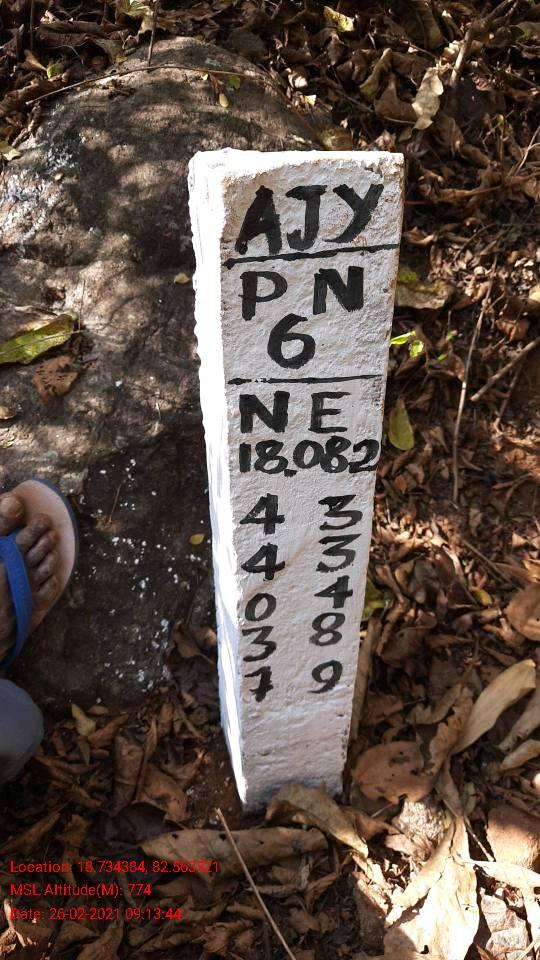 AJY
P N
6
N E
18.082
4 3
4 3
0 4
3 8
7 9
Location: 18.734384, 82.563521
MSL Altitude(M): 774
Date: 26-02-2021 09:13:44